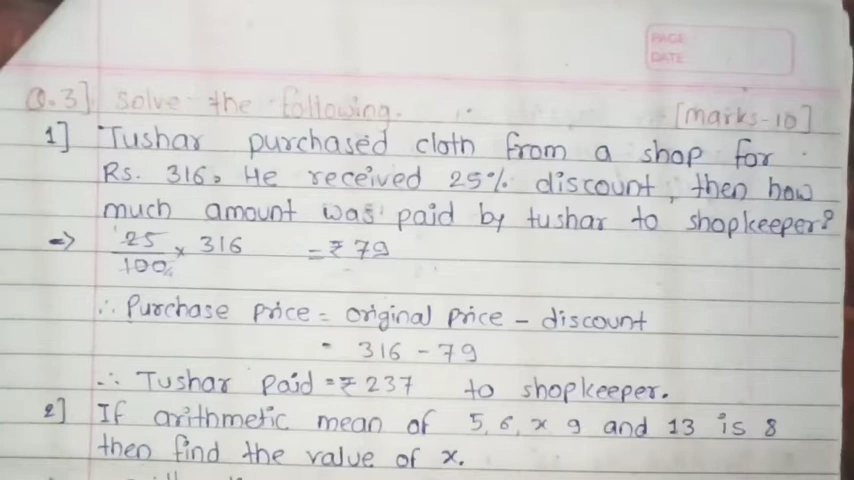 PAGE
DATE
Q.3] Solve the following. [marks-10]
1] Tushar purchased cloth from a shop for
Rs. 316. He received 25% discount, then how
much amount was paid by tushar to shopkeeper?
=> 25/100 × 316 = ₹ 79
∴ Purchase price = original price - discount
= 316 - 79
∴ Tushar paid = ₹ 237 to shopkeeper.
2] If arithmetic mean of 5, 6, x 9 and 13 is 8
then find the value of x.